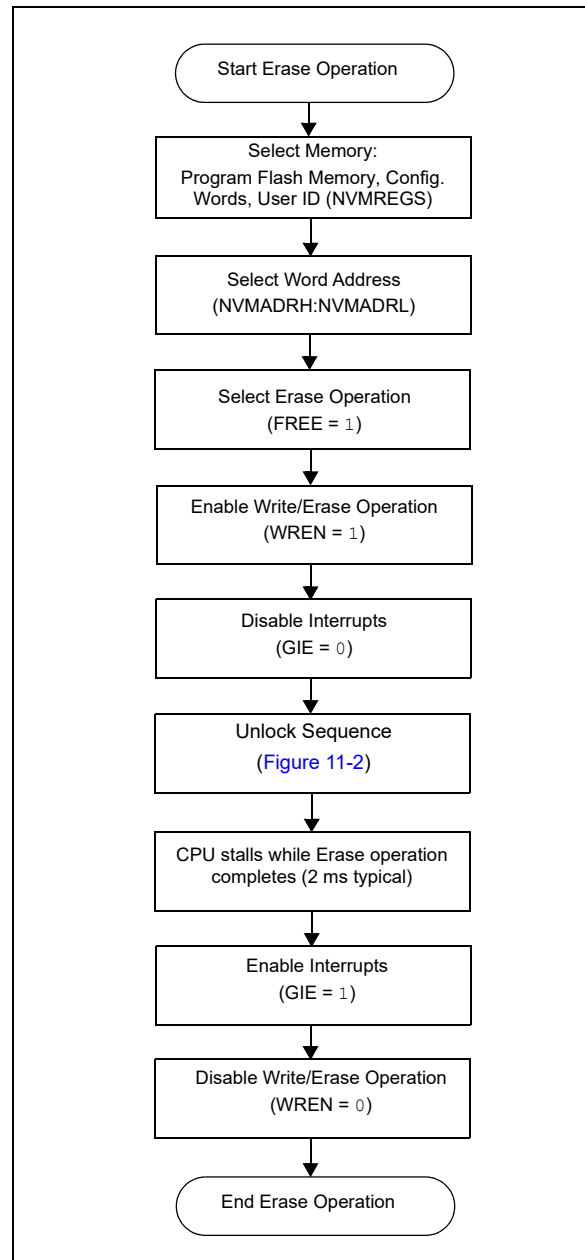 Start Erase Operation
Select Memory:
Program Flash Memory, Config.
Words, User ID (NVMREGS)
Select Word Address
(NVMADRH:NVMADRL)
Select Erase Operation
(FREE = 1)
Enable Write/Erase Operation
(WREN = 1)
Disable Interrupts
(GIE = 0)
Unlock Sequence
(Figure 11-2)
CPU stalls while Erase operation
completes (2 ms typical)
Enable Interrupts
(GIE = 1)
Disable Write/Erase Operation
(WREN = 0)
End Erase Operation